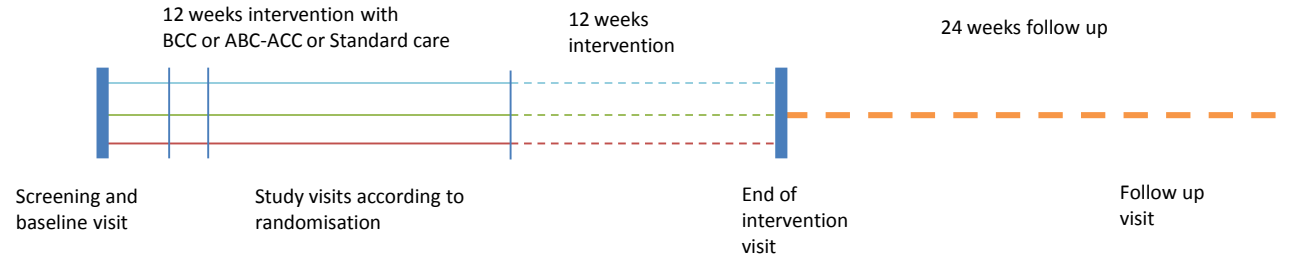 12 weeks intervention with
BCC or ABC-ACC or Standard care
12 weeks
intervention
24 weeks follow up
Screening and
baseline visit
Study visits according to
randomisation
End of
intervention
visit
Follow up
visit